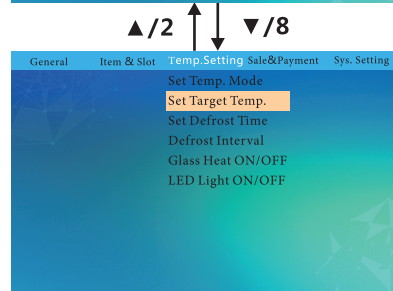 ▲/2 ▼/8
General Item & Slot Temp.Setting Sale&Payment Sys. Setting
Set Temp. Mode
Set Target Temp.
Set Defrost Time
Defrost Interval
Glass Heat ON/OFF
LED Light ON/OFF